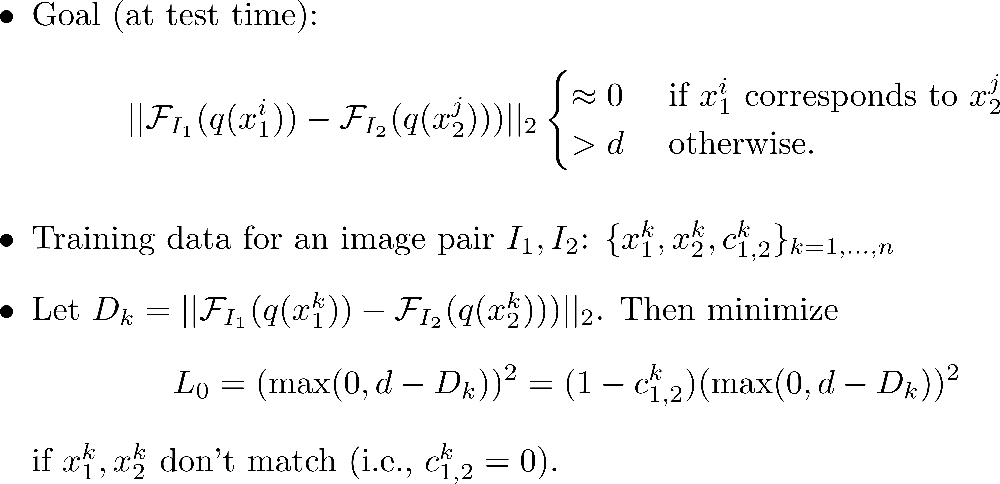 • Goal (at test time):
$||\mathcal{F}_{I_1}(q(x_1^i)) - \mathcal{F}_{I_2}(q(x_2^j)))||_2 \begin{cases} \approx 0 & \text{if } x_1^i \text{ corresponds to } x_2^j \\ > d & \text{otherwise.} \end{cases}$
• Training data for an image pair $I_1, I_2$: $\{x_1^k, x_2^k, c_{1,2}^k\}_{k=1,\ldots,n}$
• Let $D_k = ||\mathcal{F}_{I_1}(q(x_1^k)) - \mathcal{F}_{I_2}(q(x_2^k)))||_2$. Then minimize
$L_0 = (\max(0, d - D_k))^2 = (1 - c_{1,2}^k)(\max(0, d - D_k))^2$
if $x_1^k, x_2^k$ don't match (i.e., $c_{1,2}^k = 0$).